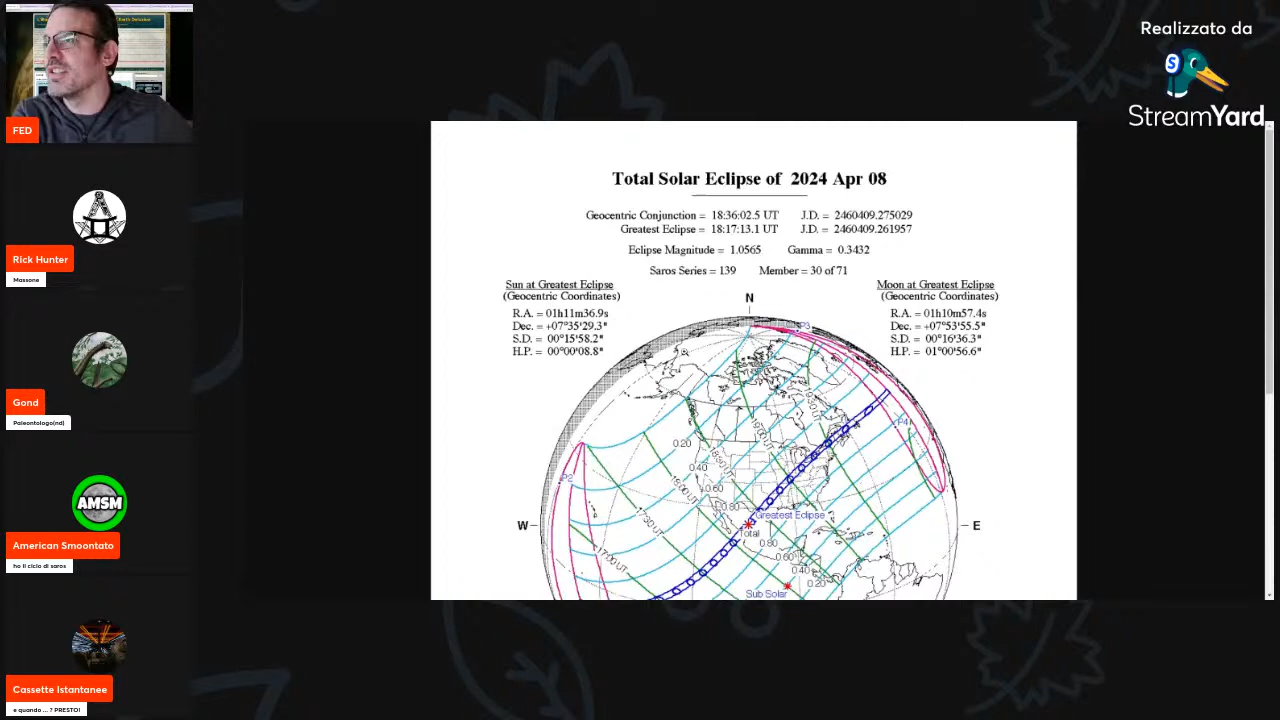 FED
Rick Hunter
Massone
Gond
Paleontologo(nd)
AMSM
American Smoontato
ho il ciclo di saros
Cassette Istantanee
e quando ... ? PRESTO!
Realizzato da
StreamYard
Total Solar Eclipse of 2024 Apr 08
Geocentric Conjunction = 18:36:02.5 UT J.D. = 2460409.275029
Greatest Eclipse = 18:17:13.1 UT J.D. = 2460409.261957
Eclipse Magnitude = 1.0565 Gamma = 0.3432
Saros Series = 139 Member = 30 of 71
Sun at Greatest Eclipse
(Geocentric Coordinates)
R.A. = 01h11m36.9s
Dec. = +07°35'29.3"
S.D. = 00°15'58.2"
H.P. = 00°00'08.8"
Moon at Greatest Eclipse
(Geocentric Coordinates)
R.A. = 01h10m57.4s
Dec. = +07°53'55.5"
S.D. = 00°16'36.3"
H.P. = 01°00'56.6"
N
P3
P4
P2
0.20
0.40
0.60
0.80
W
E
Greatest Eclipse
Total
0.80
0.60
0.40
0.20
Sub Solar
17:00 UT